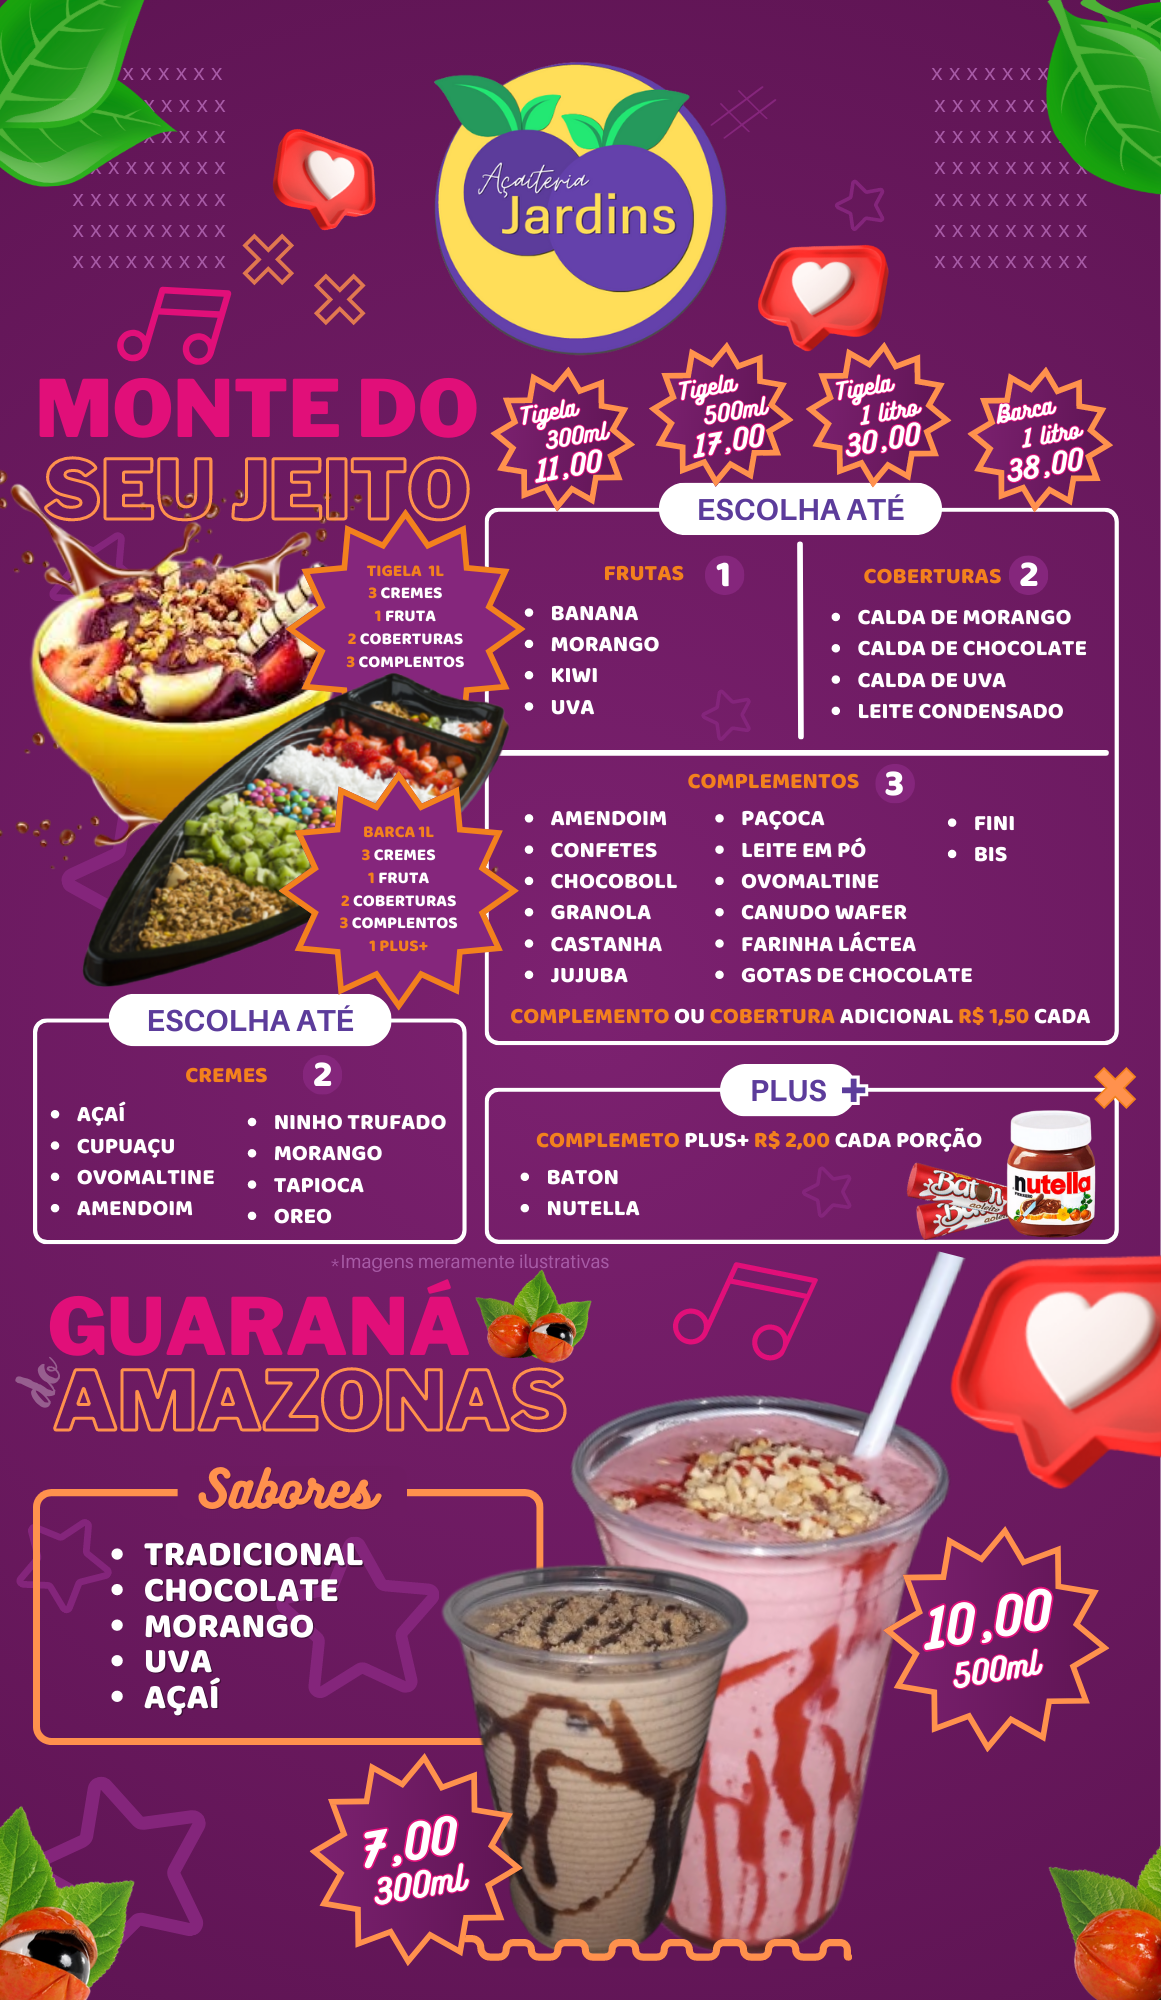 Açaiteria
Jardins
MONTE DO
SEU JEITO
Tigela
300ml
11,00
Tigela
500ml
17,00
Tigela
1 litro
30,00
Barca
1 litro
38,00
TIGELA 1L
3 CREMES
1 FRUTA
2 COBERTURAS
3 COMPLENTOS
BARCA 1L
3 CREMES
1 FRUTA
2 COBERTURAS
3 COMPLENTOS
1 PLUS+
ESCOLHA ATÉ
FRUTAS 1
BANANA
MORANGO
KIWI
UVA
COBERTURAS 2
CALDA DE MORANGO
CALDA DE CHOCOLATE
CALDA DE UVA
LEITE CONDENSADO
COMPLEMENTOS 3
AMENDOIM
CONFETES
CHOCOBOLL
GRANOLA
CASTANHA
JUJUBA
PAÇOCA
LEITE EM PÓ
OVOMALTINE
CANUDO WAFER
FARINHA LÁCTEA
GOTAS DE CHOCOLATE
FINI
BIS
COMPLEMENTO OU COBERTURA ADICIONAL R$ 1,50 CADA
ESCOLHA ATÉ
CREMES 2
AÇAÍ
CUPUAÇU
OVOMALTINE
AMENDOIM
NINHO TRUFADO
MORANGO
TAPIOCA
OREO
PLUS +
COMPLEMETO PLUS+ R$ 2,00 CADA PORÇÃO
BATON
NUTELLA
Baton
ao leite
nutella
*Imagens meramente ilustrativas
GUARANÁ
do
AMAZONAS
Sabores
TRADICIONAL
CHOCOLATE
MORANGO
UVA
AÇAÍ
10,00
500ml
7,00
300ml